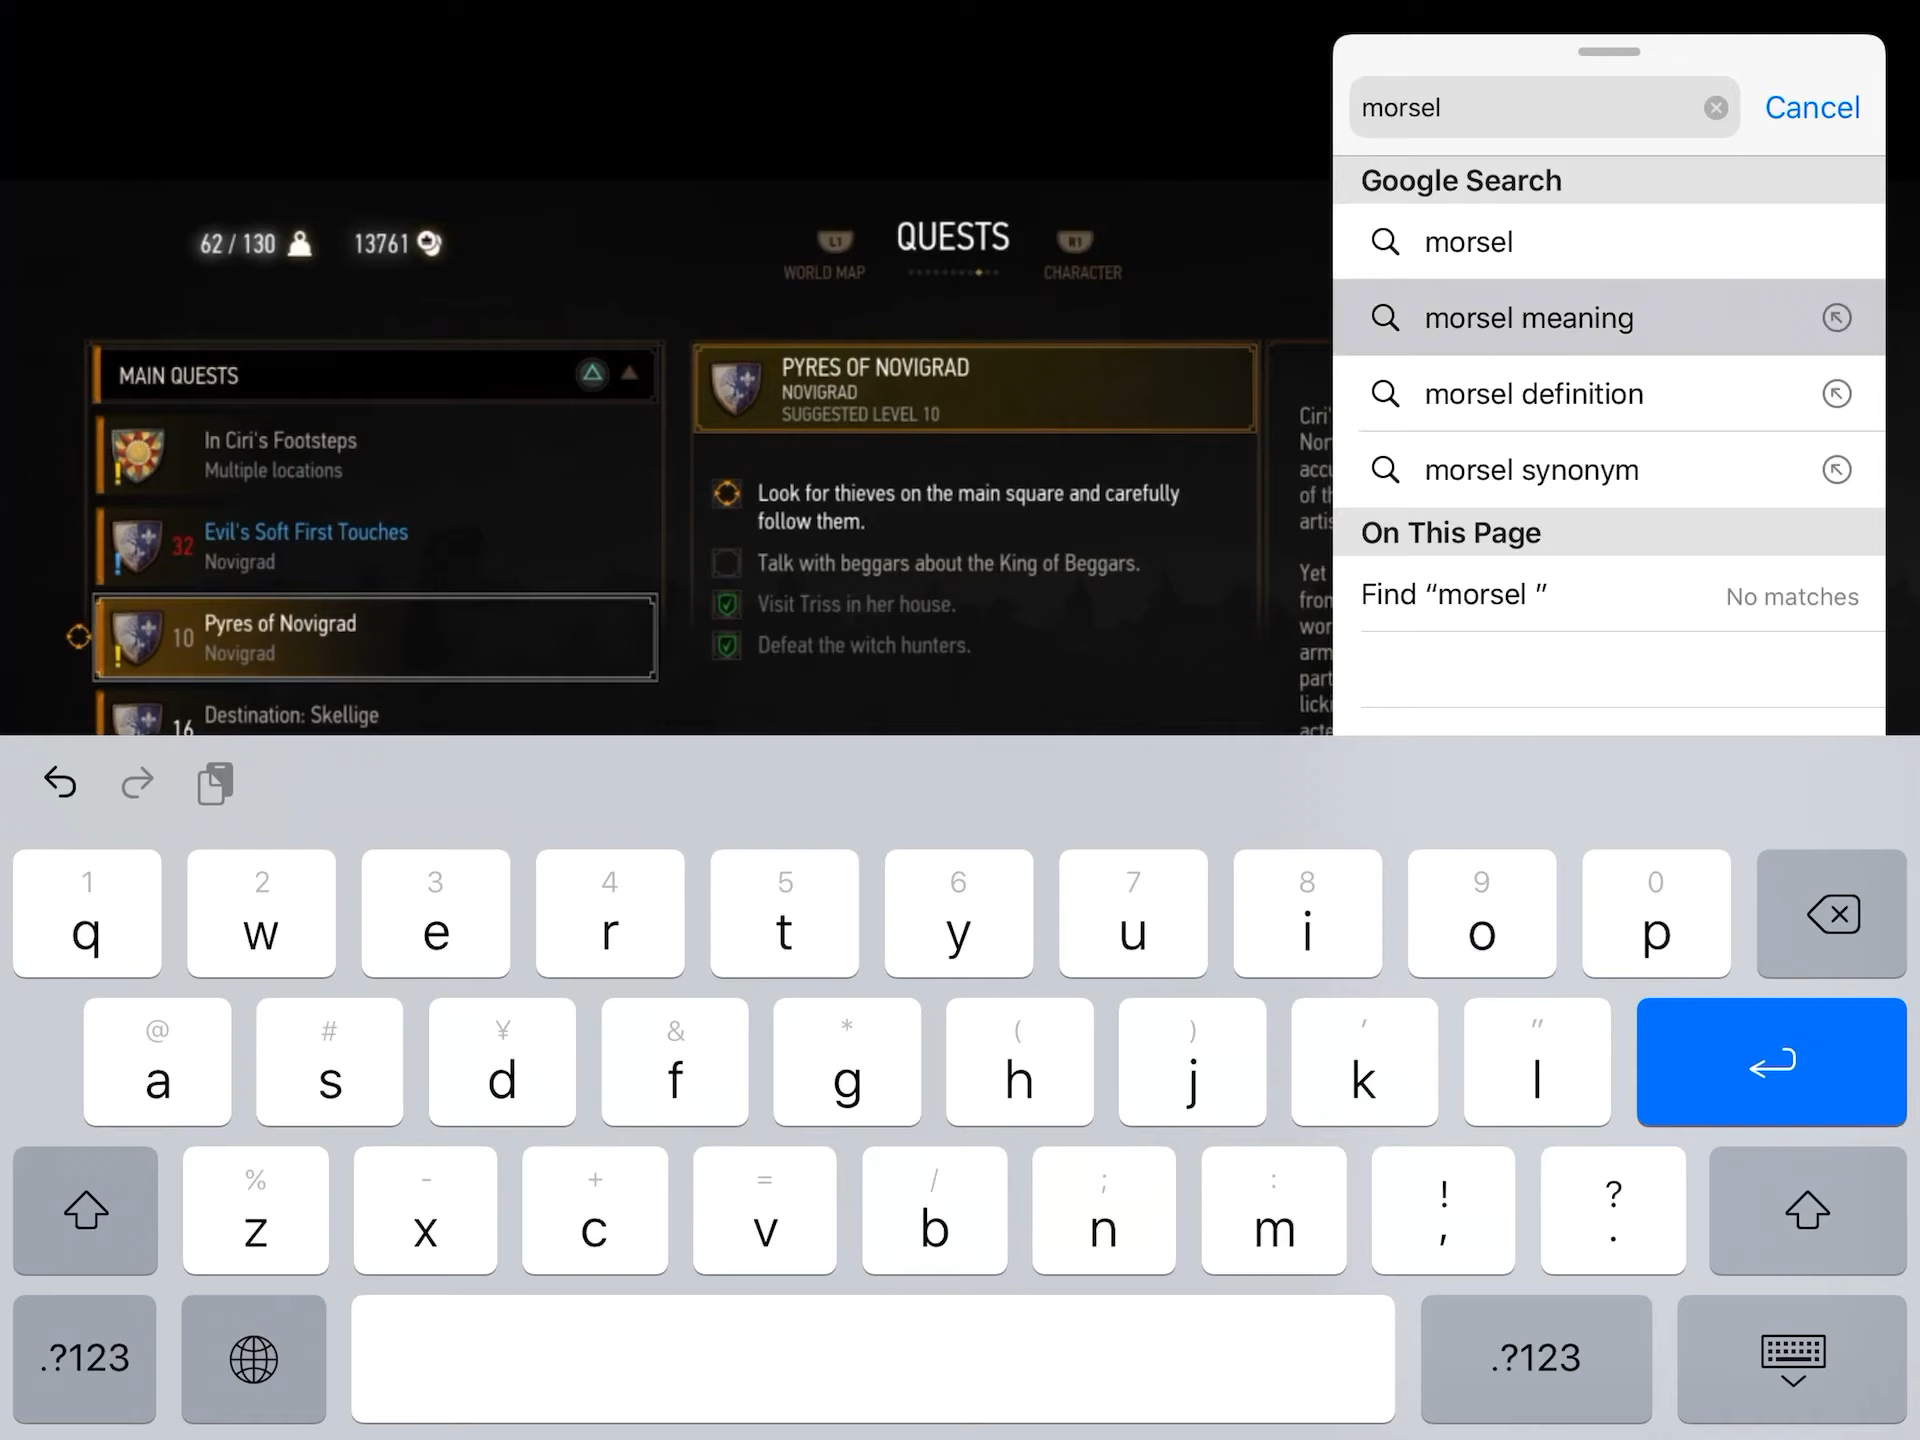 morsel
Cancel
Google Search
morsel
morsel meaning
morsel definition
morsel synonym
On This Page
Find “morsel ”
No matches
62 / 130
13761
L1
WORLD MAP
QUESTS
R1
CHARACTER
MAIN QUESTS
In Ciri's Footsteps
Multiple locations
32
Evil's Soft First Touches
Novigrad
10
Pyres of Novigrad
Novigrad
16
Destination: Skellige
PYRES OF NOVIGRAD
NOVIGRAD
SUGGESTED LEVEL 10
Look for thieves on the main square and carefully
follow them.
Talk with beggars about the King of Beggars.
Visit Triss in her house.
Defeat the witch hunters.
Yet
1 2 3 4 5 6 7 8 9 0
q w e r t y u i o p
@ # ¥ & * ( ) ' "
a s d f g h j k l
% - + = / ; : ! ?
z x c v b n m , .
.?123
.?123